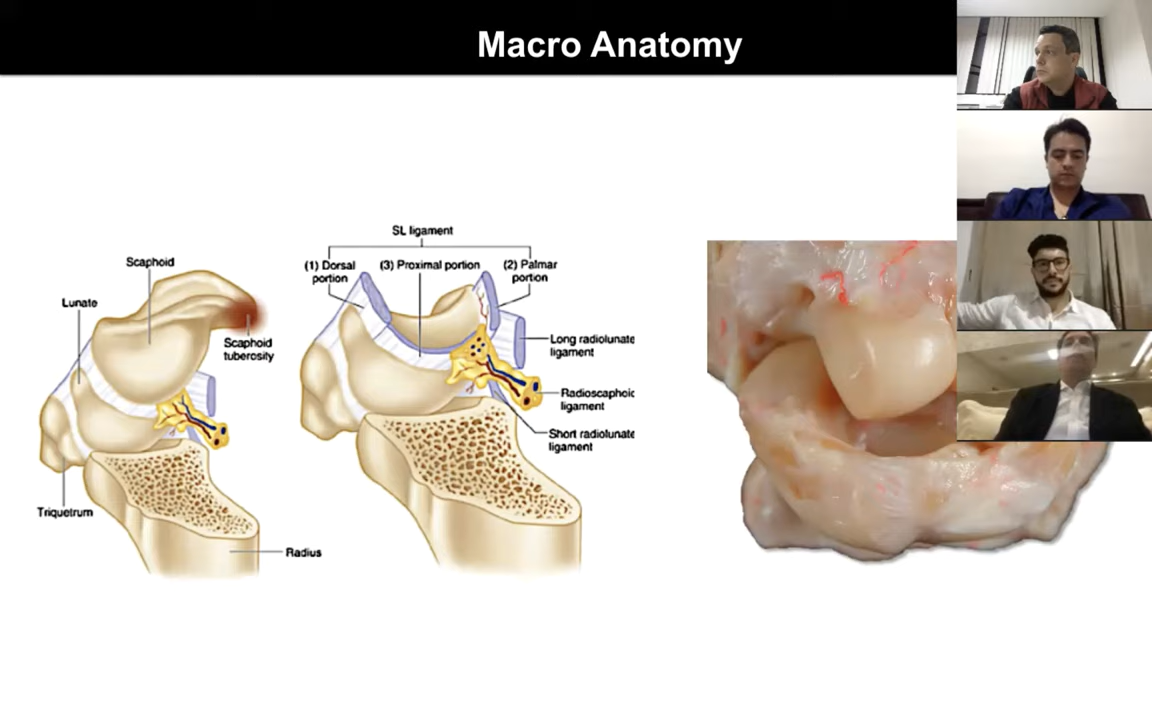 Macro Anatomy
SL ligament
(1) Dorsal
portion
(3) Proximal portion
(2) Palmar
portion
Scaphoid
Lunate
Scaphoid
tuberosity
Long radiolunate
ligament
Radioscaphoid
ligament
Short radiolunate
ligament
Triquetrum
Radius